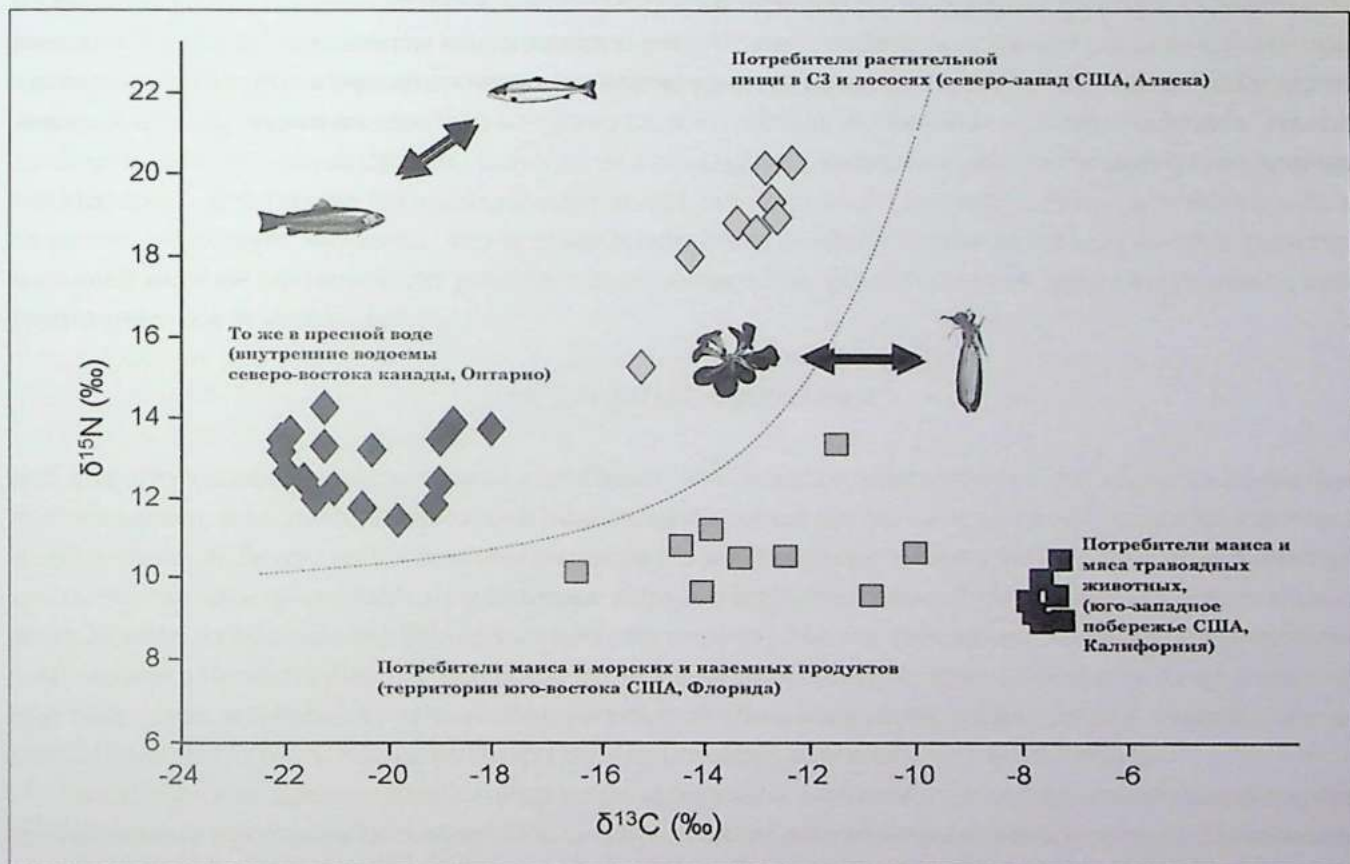 Потребители растительной
пищи в С3 и лососях (северо-запад США, Аляска)
22
20
18
16
14
12
10
8
6
δ¹⁵N (‰)
То же в пресной воде
(внутренние водоемы
северо-востока канады, Онтарио)
Потребители маиса и
мяса травоядных
животных,
(юго-западное
побережье США,
Калифорния)
Потребители маиса и морских и наземных продуктов
(территории юго-востока США, Флорида)
-24
-22
-20
-18
-16
-14
-12
-10
-8
-6
δ¹³C (‰)